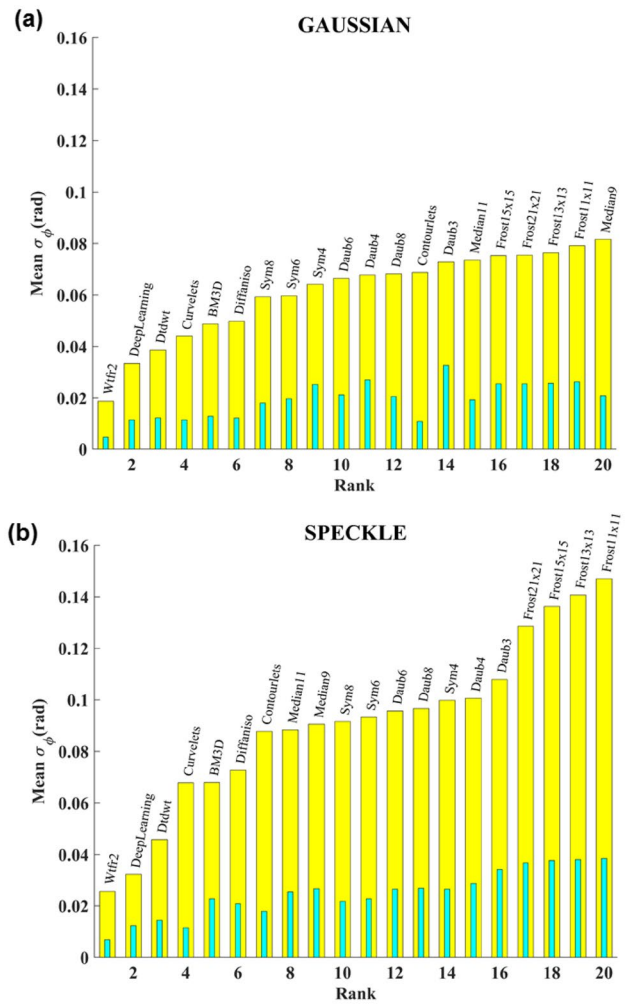 (a)
GAUSSIAN
Mean σϕ(rad)
0.16
0.14
0.12
0.1
0.08
0.06
0.04
0.02
0
Wtfr2
DeepLearning
Dtdwt
Curvelets
BM3D
Diffaniso
Sym8
Sym6
Sym4
Daub6
Daub4
Daub8
Contourlets
Daub3
Median11
Frost15x15
Frost21x21
Frost13x13
Frost11x11
Median9
2 4 6 8 10 12 14 16 18 20
Rank
(b)
SPECKLE
Mean σϕ(rad)
0.16
0.14
0.12
0.1
0.08
0.06
0.04
0.02
0
Wtfr2
DeepLearning
Dtdwt
Curvelets
BM3D
Diffaniso
Contourlets
Median11
Median9
Sym8
Sym6
Daub6
Daub8
Sym4
Daub4
Daub3
Frost21x21
Frost15x15
Frost13x13
Frost11x11
2 4 6 8 10 12 14 16 18 20
Rank